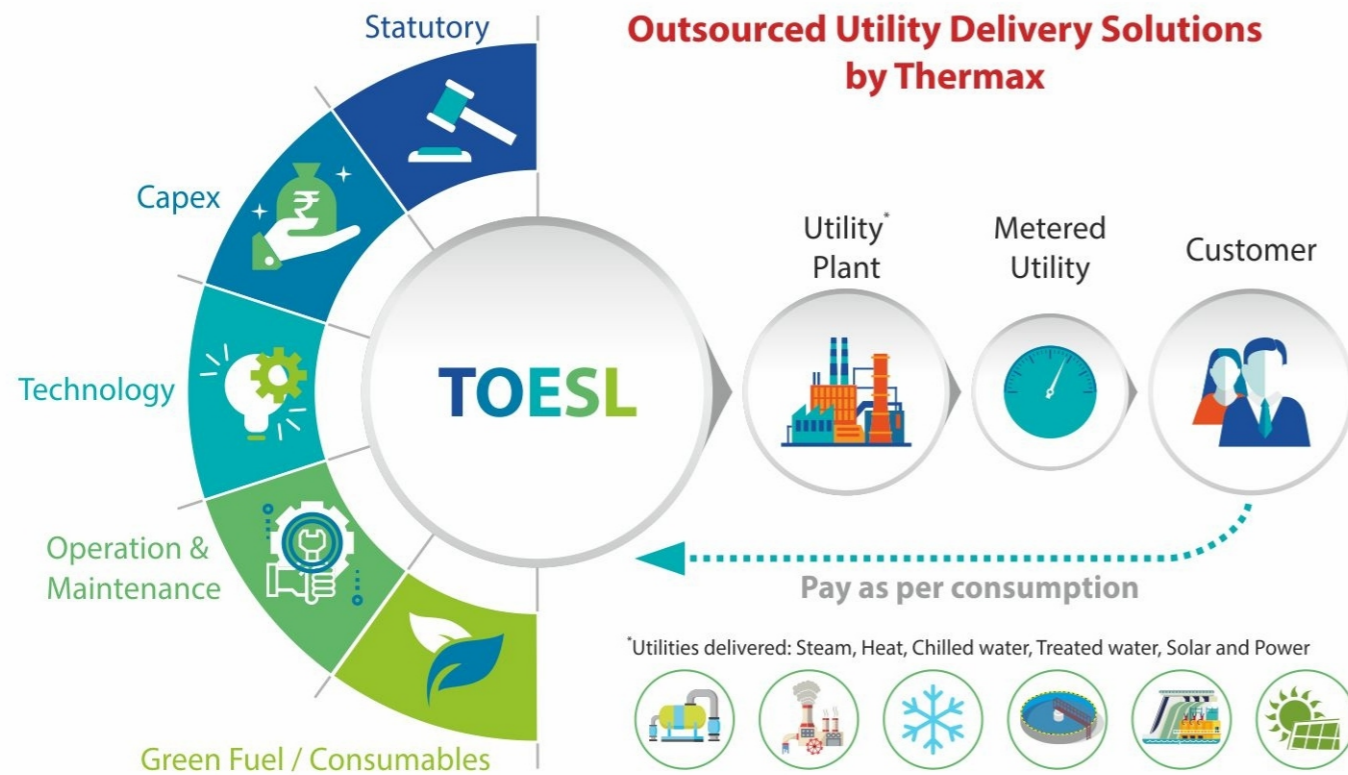 Outsourced Utility Delivery Solutions
by Thermax
Statutory
Capex
Technology
Operation &
Maintenance
Green Fuel / Consumables
₹
TOESL
Utility*
Plant
Metered
Utility
Customer
Pay as per consumption
*Utilities delivered: Steam, Heat, Chilled water, Treated water, Solar and Power